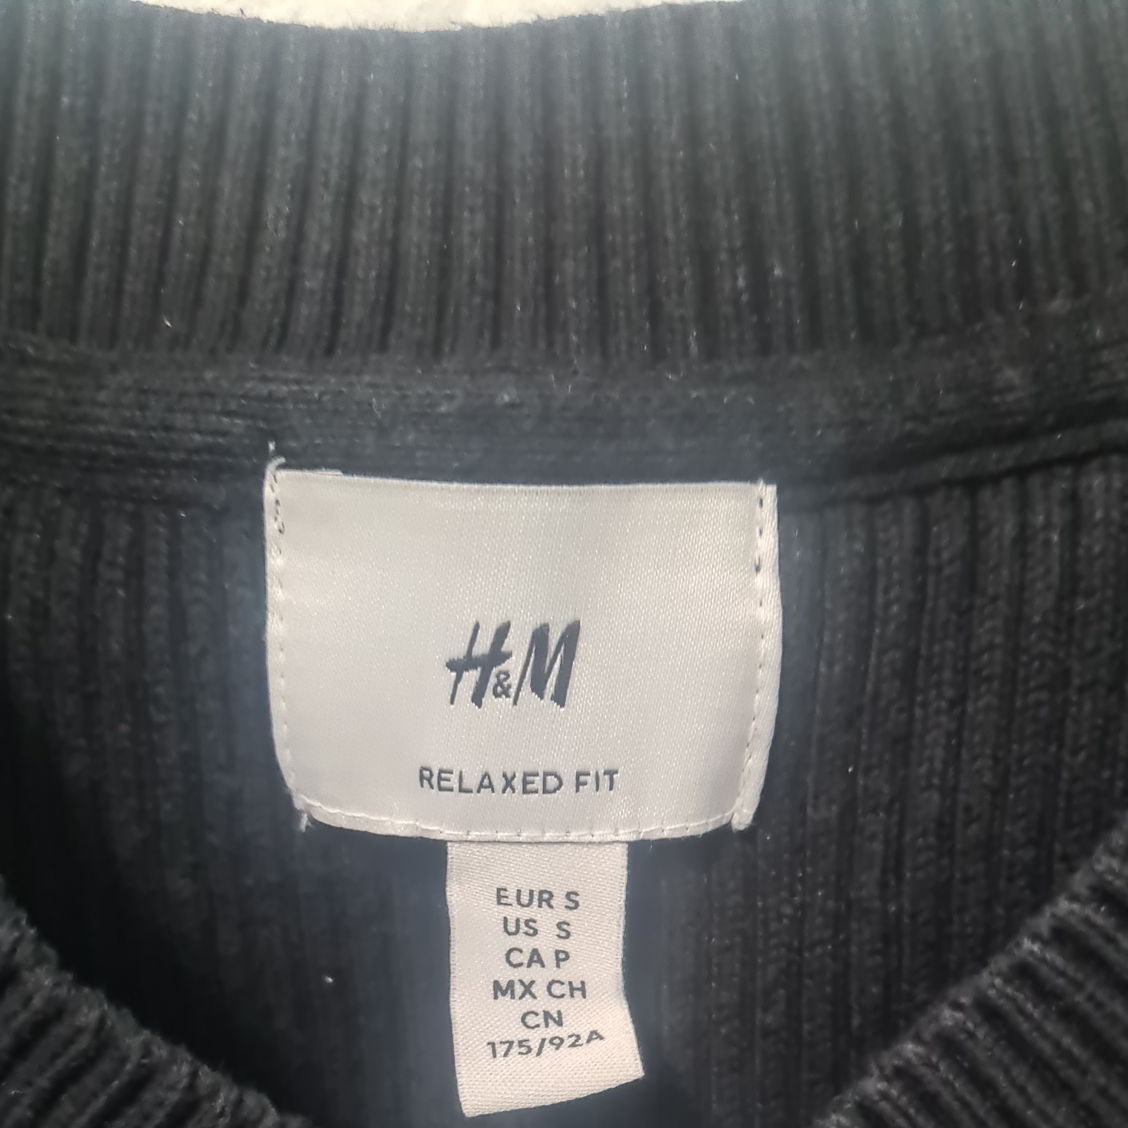 H&M
RELAXED FIT
EUR S
US S
CA P
MX CH
CN
175/92A